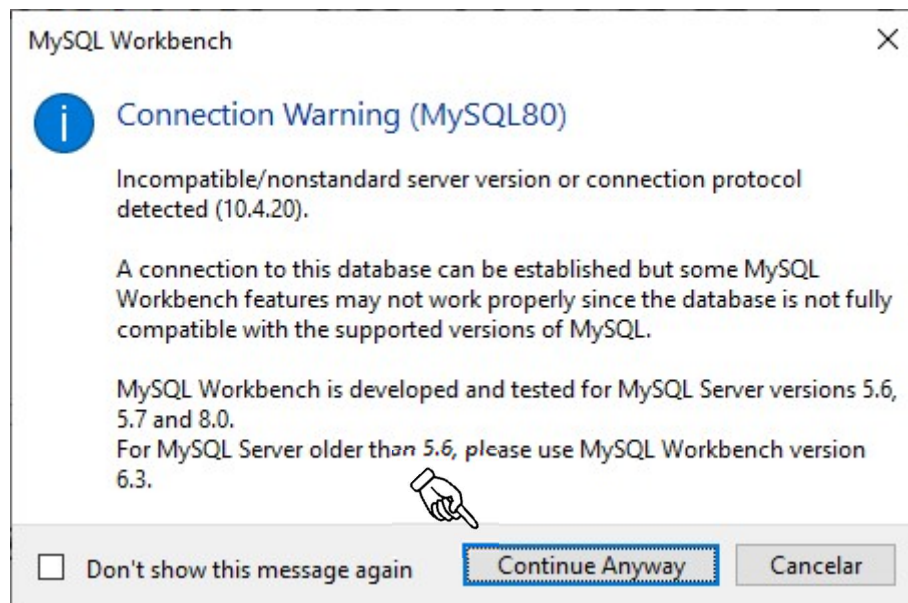 MySQL Workbench
Connection Warning (MySQL80)
Incompatible/nonstandard server version or connection protocol
detected (10.4.20).
A connection to this database can be established but some MySQL
Workbench features may not work properly since the database is not fully
compatible with the supported versions of MySQL.
MySQL Workbench is developed and tested for MySQL Server versions 5.6,
5.7 and 8.0.
For MySQL Server older than 5.6, please use MySQL Workbench version
6.3.
Don't show this message again
Continue Anyway
Cancelar